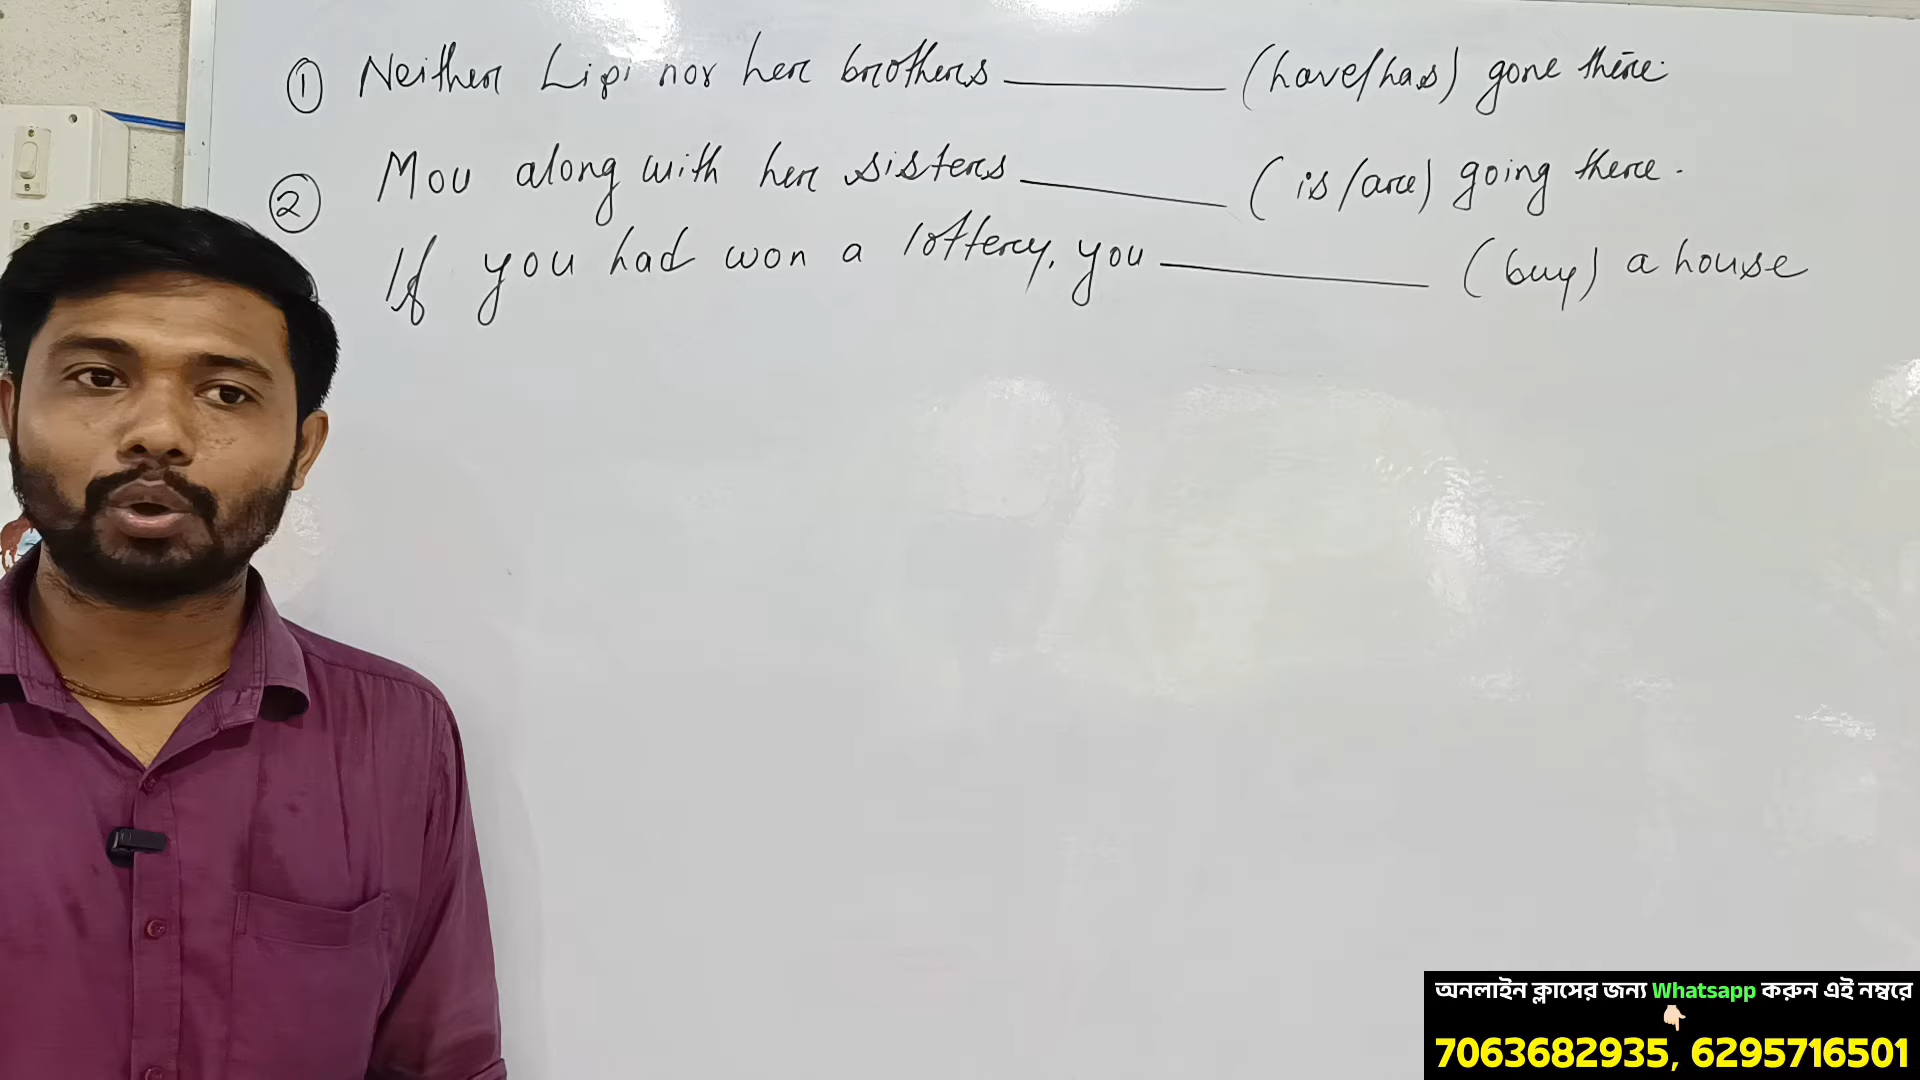 ① Neither Lipi nor her brothers ________ (have/has) gone there.
② Mou along with her sisters ________ (is/are) going there.
If you had won a lottery, you ________ (buy) a house
অনলাইন ক্লাসের জন্য Whatsapp করুন এই নম্বরে
👇🏻
7063682935, 6295716501